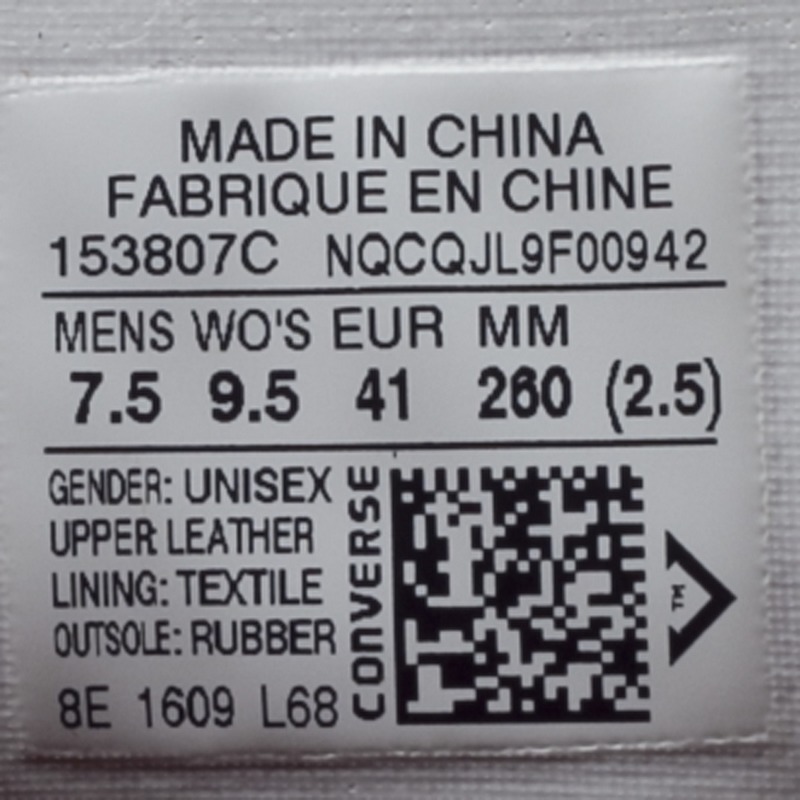 MADE IN CHINA
FABRIQUE EN CHINE
153807C NQCQJL9F00942
MENS WO'S EUR MM
7.5 9.5 41 260 (2.5)
GENDER: UNISEX
UPPER: LEATHER
LINING: TEXTILE
OUTSOLE: RUBBER
8E 1609 L68
CONVERSE
TM